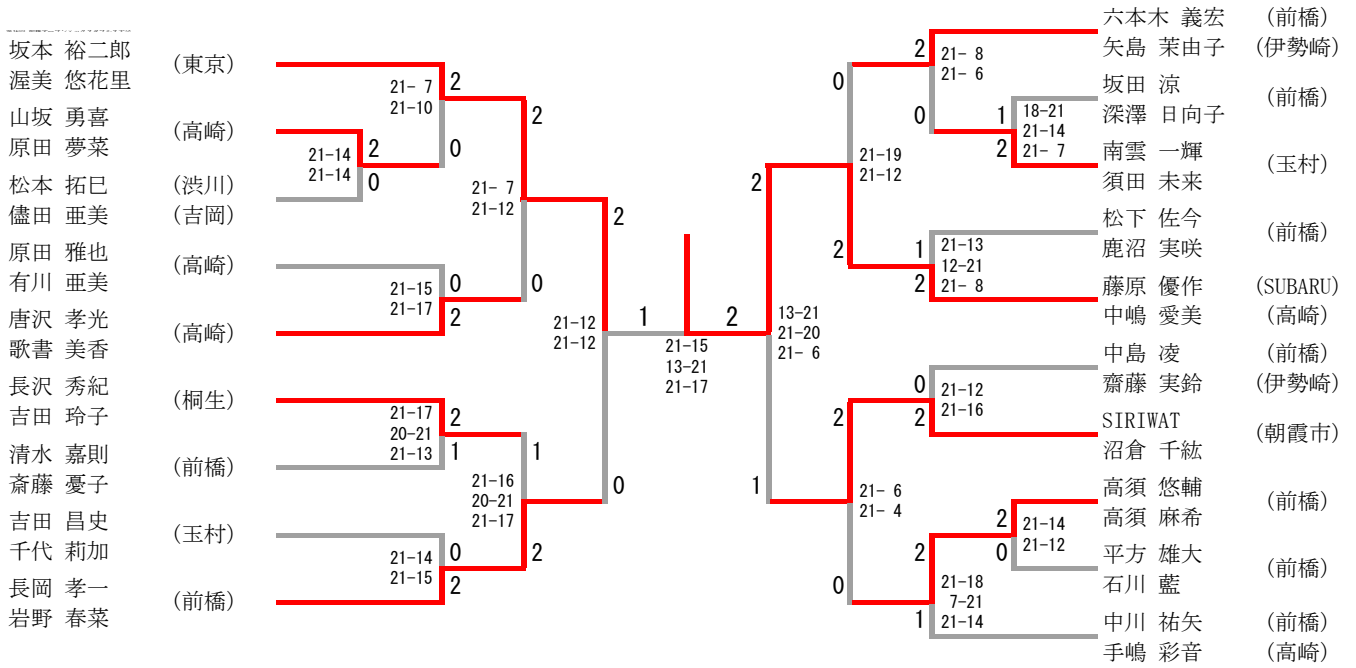 坂本 裕二郎
渥美 悠花里
(東京)
山坂 勇喜
原田 夢菜
(高崎)
松本 拓巳
(渋川)
儘田 亜美
(吉岡)
原田 雅也
有川 亜美
(高崎)
唐沢 孝光
歌書 美香
(高崎)
長沢 秀紀
吉田 玲子
(桐生)
清水 嘉則
斎藤 憂子
(前橋)
吉田 昌史
千代 莉加
(玉村)
長岡 孝一
岩野 春菜
(前橋)
21- 7
21-10
2
0
21-14
21-14
2
0
21- 7
21-12
2
0
21-15
21-17
0
2
21-12
21-12
2
0
21-17
20-21
21-13
2
1
21-16
20-21
21-17
1
2
21-14
21-15
0
2
1
2
21-15
13-21
21-17
2
1
13-21
21-20
21- 6
0
2
21-19
21-12
2
0
21- 8
21- 6
1
2
18-21
21-14
21- 7
1
2
21-13
12-21
21- 8
2
0
21- 6
21- 4
0
2
21-12
21-16
2
1
21-18
7-21
21-14
2
0
21-14
21-12
六本木 義宏 (前橋)
矢島 茉由子 (伊勢崎)
坂田 涼
深澤 日向子
(前橋)
南雲 一輝
須田 未来
(玉村)
松下 佐今
鹿沼 実咲
(前橋)
藤原 優作 (SUBARU)
中嶋 愛美 (高崎)
中島 凌 (前橋)
齋藤 実鈴 (伊勢崎)
SIRIWAT
沼倉 千紘
(朝霞市)
高須 悠輔
高須 麻希
(前橋)
平方 雄大
石川 藍
(前橋)
中川 祐矢 (前橋)
手嶋 彩音 (高崎)